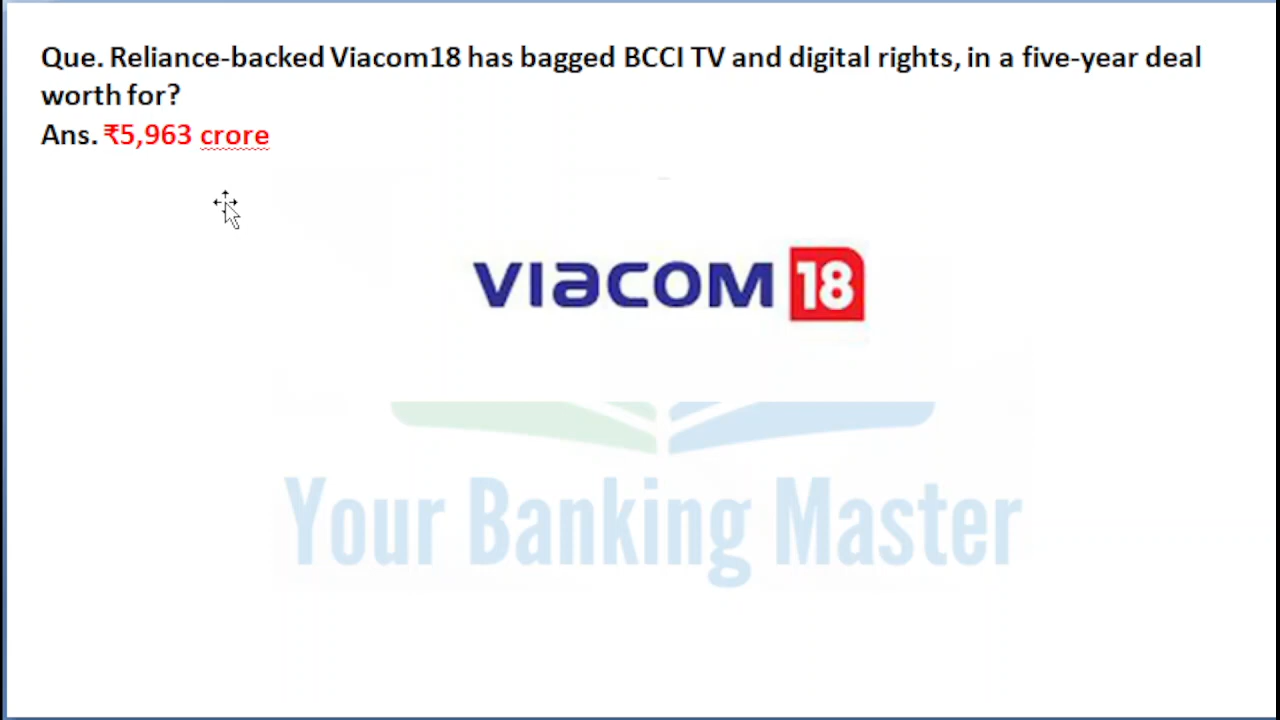 Que. Reliance-backed Viacom18 has bagged BCCI TV and digital rights, in a five-year deal
worth for?
Ans. ₹5,963 crore
VIACOM 18
Your Banking Master